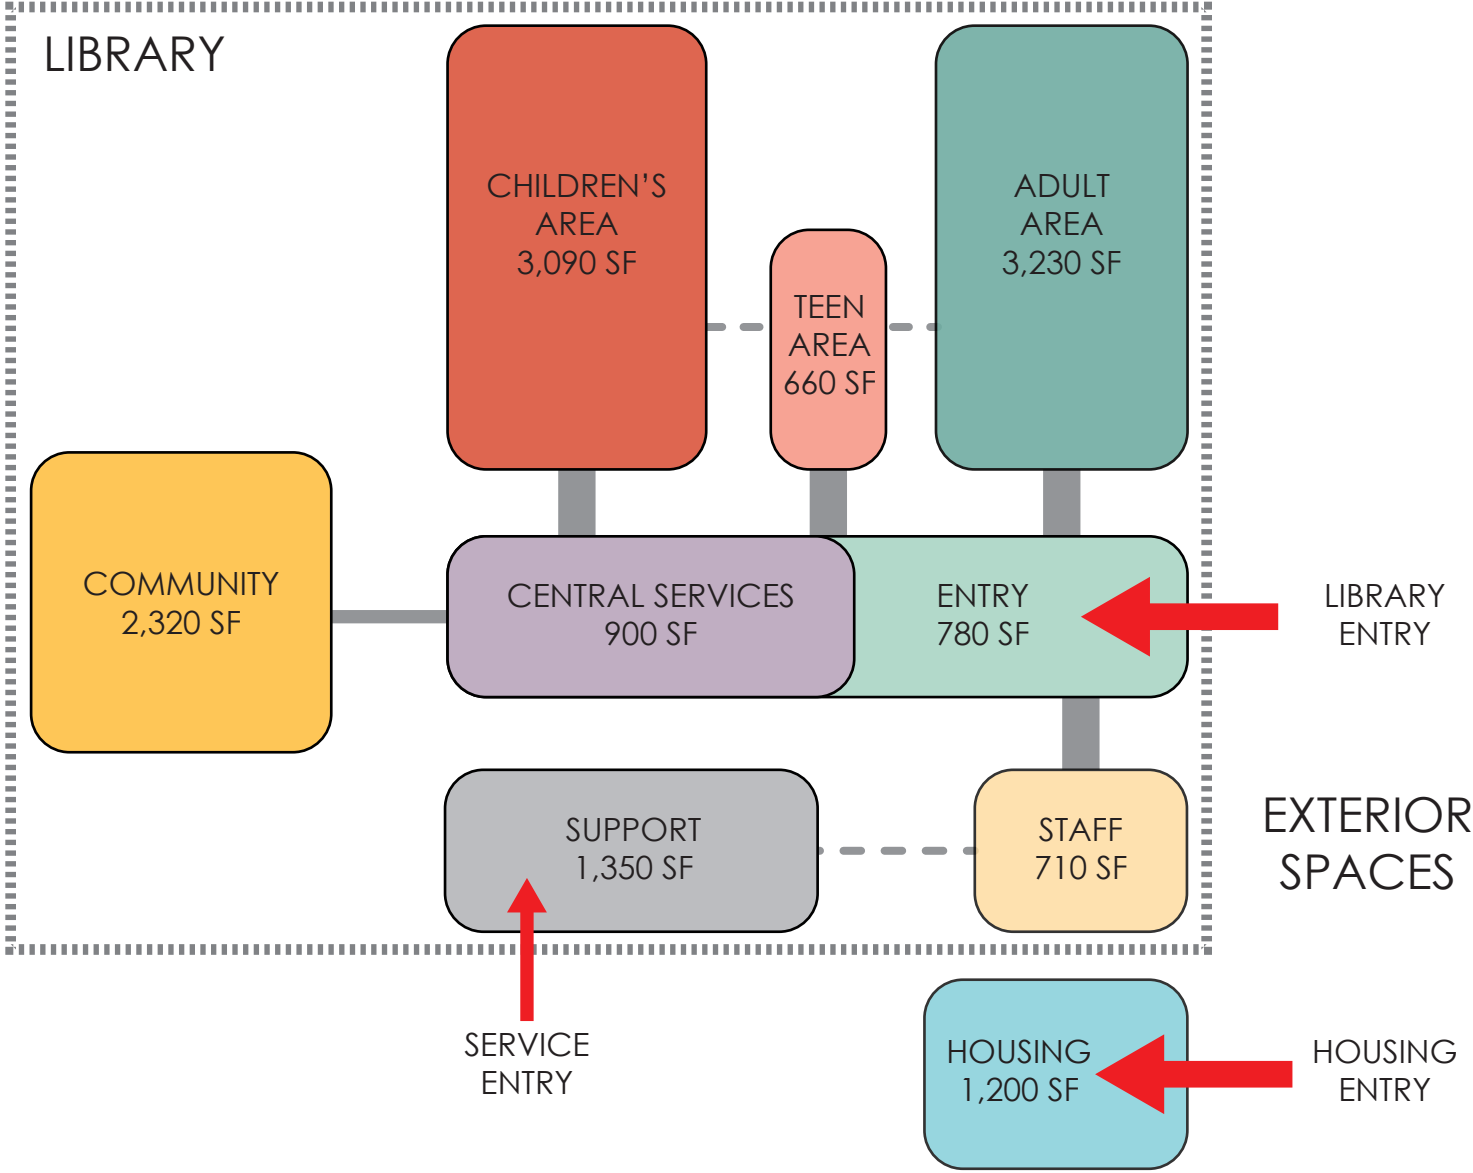 LIBRARY
CHILDREN'S
AREA
3,090 SF
ADULT
AREA
3,230 SF
TEEN
AREA
660 SF
COMMUNITY
2,320 SF
CENTRAL SERVICES
900 SF
ENTRY
780 SF
LIBRARY
ENTRY
SUPPORT
1,350 SF
STAFF
710 SF
EXTERIOR
SPACES
SERVICE
ENTRY
HOUSING
1,200 SF
HOUSING
ENTRY